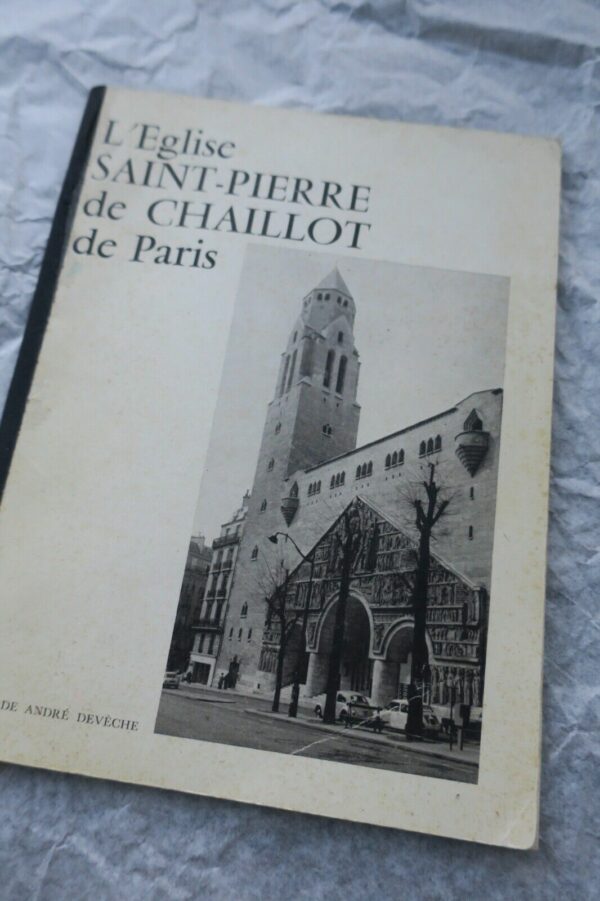 L'Eglise
SAINT-PIERRE
de CHAILLOT
de Paris
DE ANDRÉ DEVÈCHE